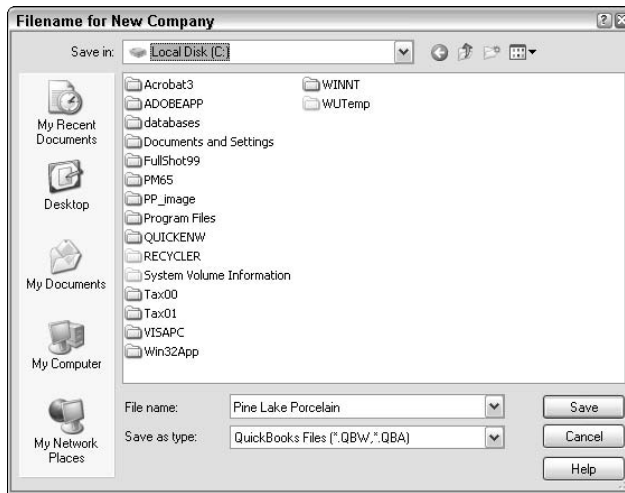 Filename for New Company
Save in:
Local Disk (C:)
My Recent
Documents
Desktop
My Documents
My Computer
My Network
Places
Acrobat3
ADOBEAPP
databases
Documents and Settings
FullShot99
PM65
PP_image
Program Files
QUICKENW
RECYCLER
System Volume Information
Tax00
Tax01
VISAPC
Win32App
WINNT
WUTemp
File name:
Pine Lake Porcelain
Save
Save as type:
QuickBooks Files (*.QBW,*.QBA)
Cancel
Help